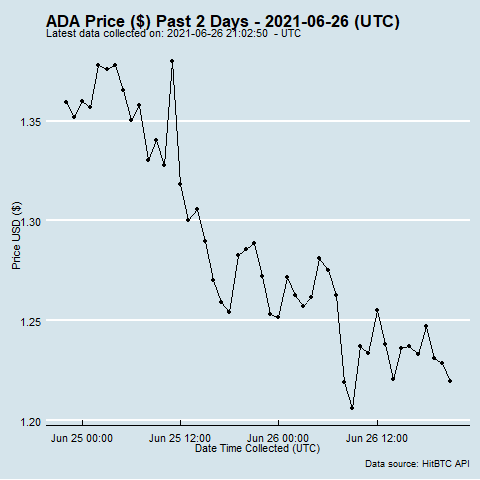 ADA Price ($) Past 2 Days - 2021-06-26 (UTC)
Latest data collected on: 2021-06-26 21:02:50 - UTC
1.35
1.30
1.25
1.20
Price USD ($)
Jun 25 00:00 Jun 25 12:00 Jun 26 00:00 Jun 26 12:00
Date Time Collected (UTC)
Data source: HitBTC API